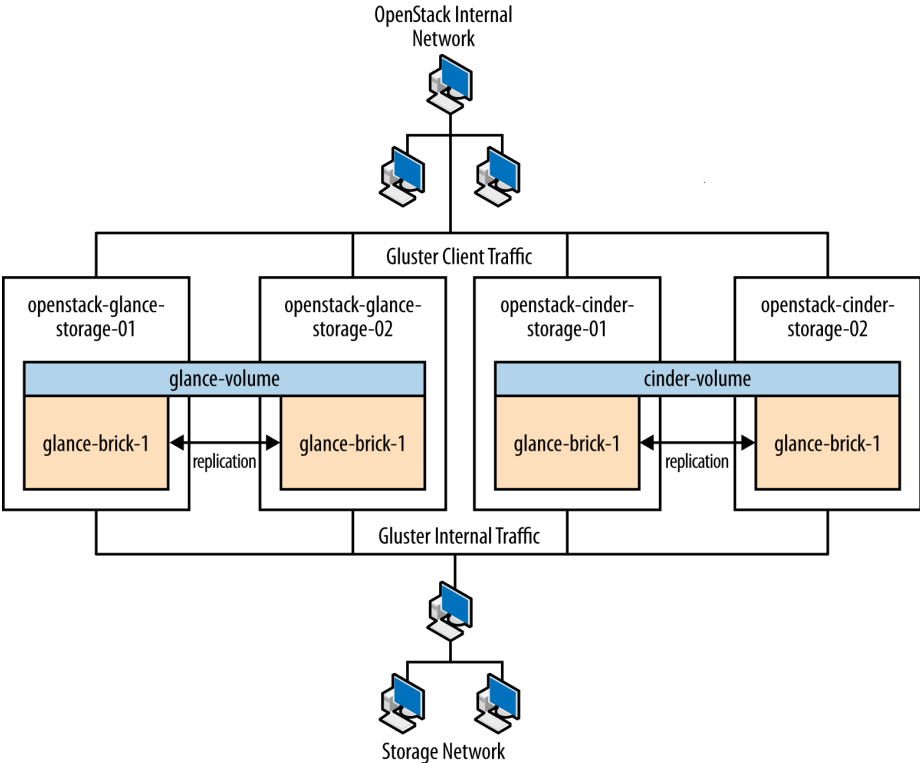 OpenStack Internal
Network
Gluster Client Traffic
openstack-glance-
storage-01
openstack-glance-
storage-02
openstack-cinder-
storage-01
openstack-cinder-
storage-02
glance-volume
cinder-volume
glance-brick-1
replication
glance-brick-1
glance-brick-1
replication
glance-brick-1
Gluster Internal Traffic
Storage Network